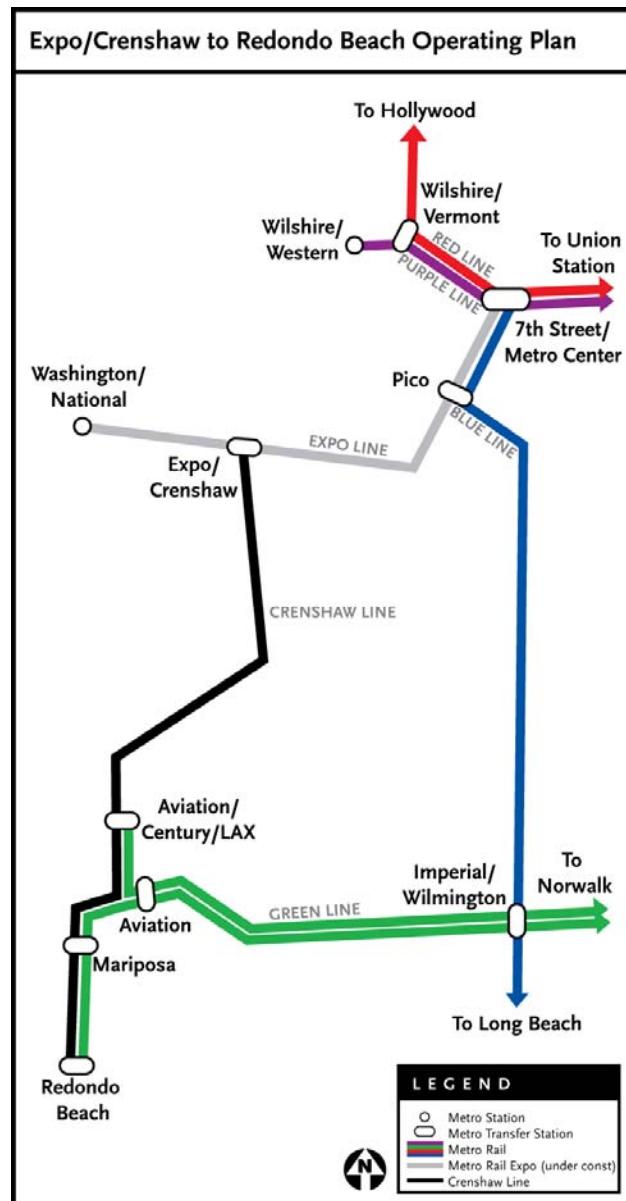 Expo/Crenshaw to Redondo Beach Operating Plan
To Hollywood
Wilshire/
Vermont
Wilshire/
Western
RED LINE
PURPLE LINE
To Union
Station
7th Street/
Metro Center
Washington/
National
Pico
BLUE LINE
EXPO LINE
Expo/
Crenshaw
CRENSHAW LINE
Aviation/
Century/LAX
Imperial/
Wilmington
To
Norwalk
GREEN LINE
Aviation
Mariposa
To Long Beach
Redondo
Beach
LEGEND
Metro Station
Metro Transfer Station
Metro Rail
Metro Rail Expo (under const)
Crenshaw Line
N